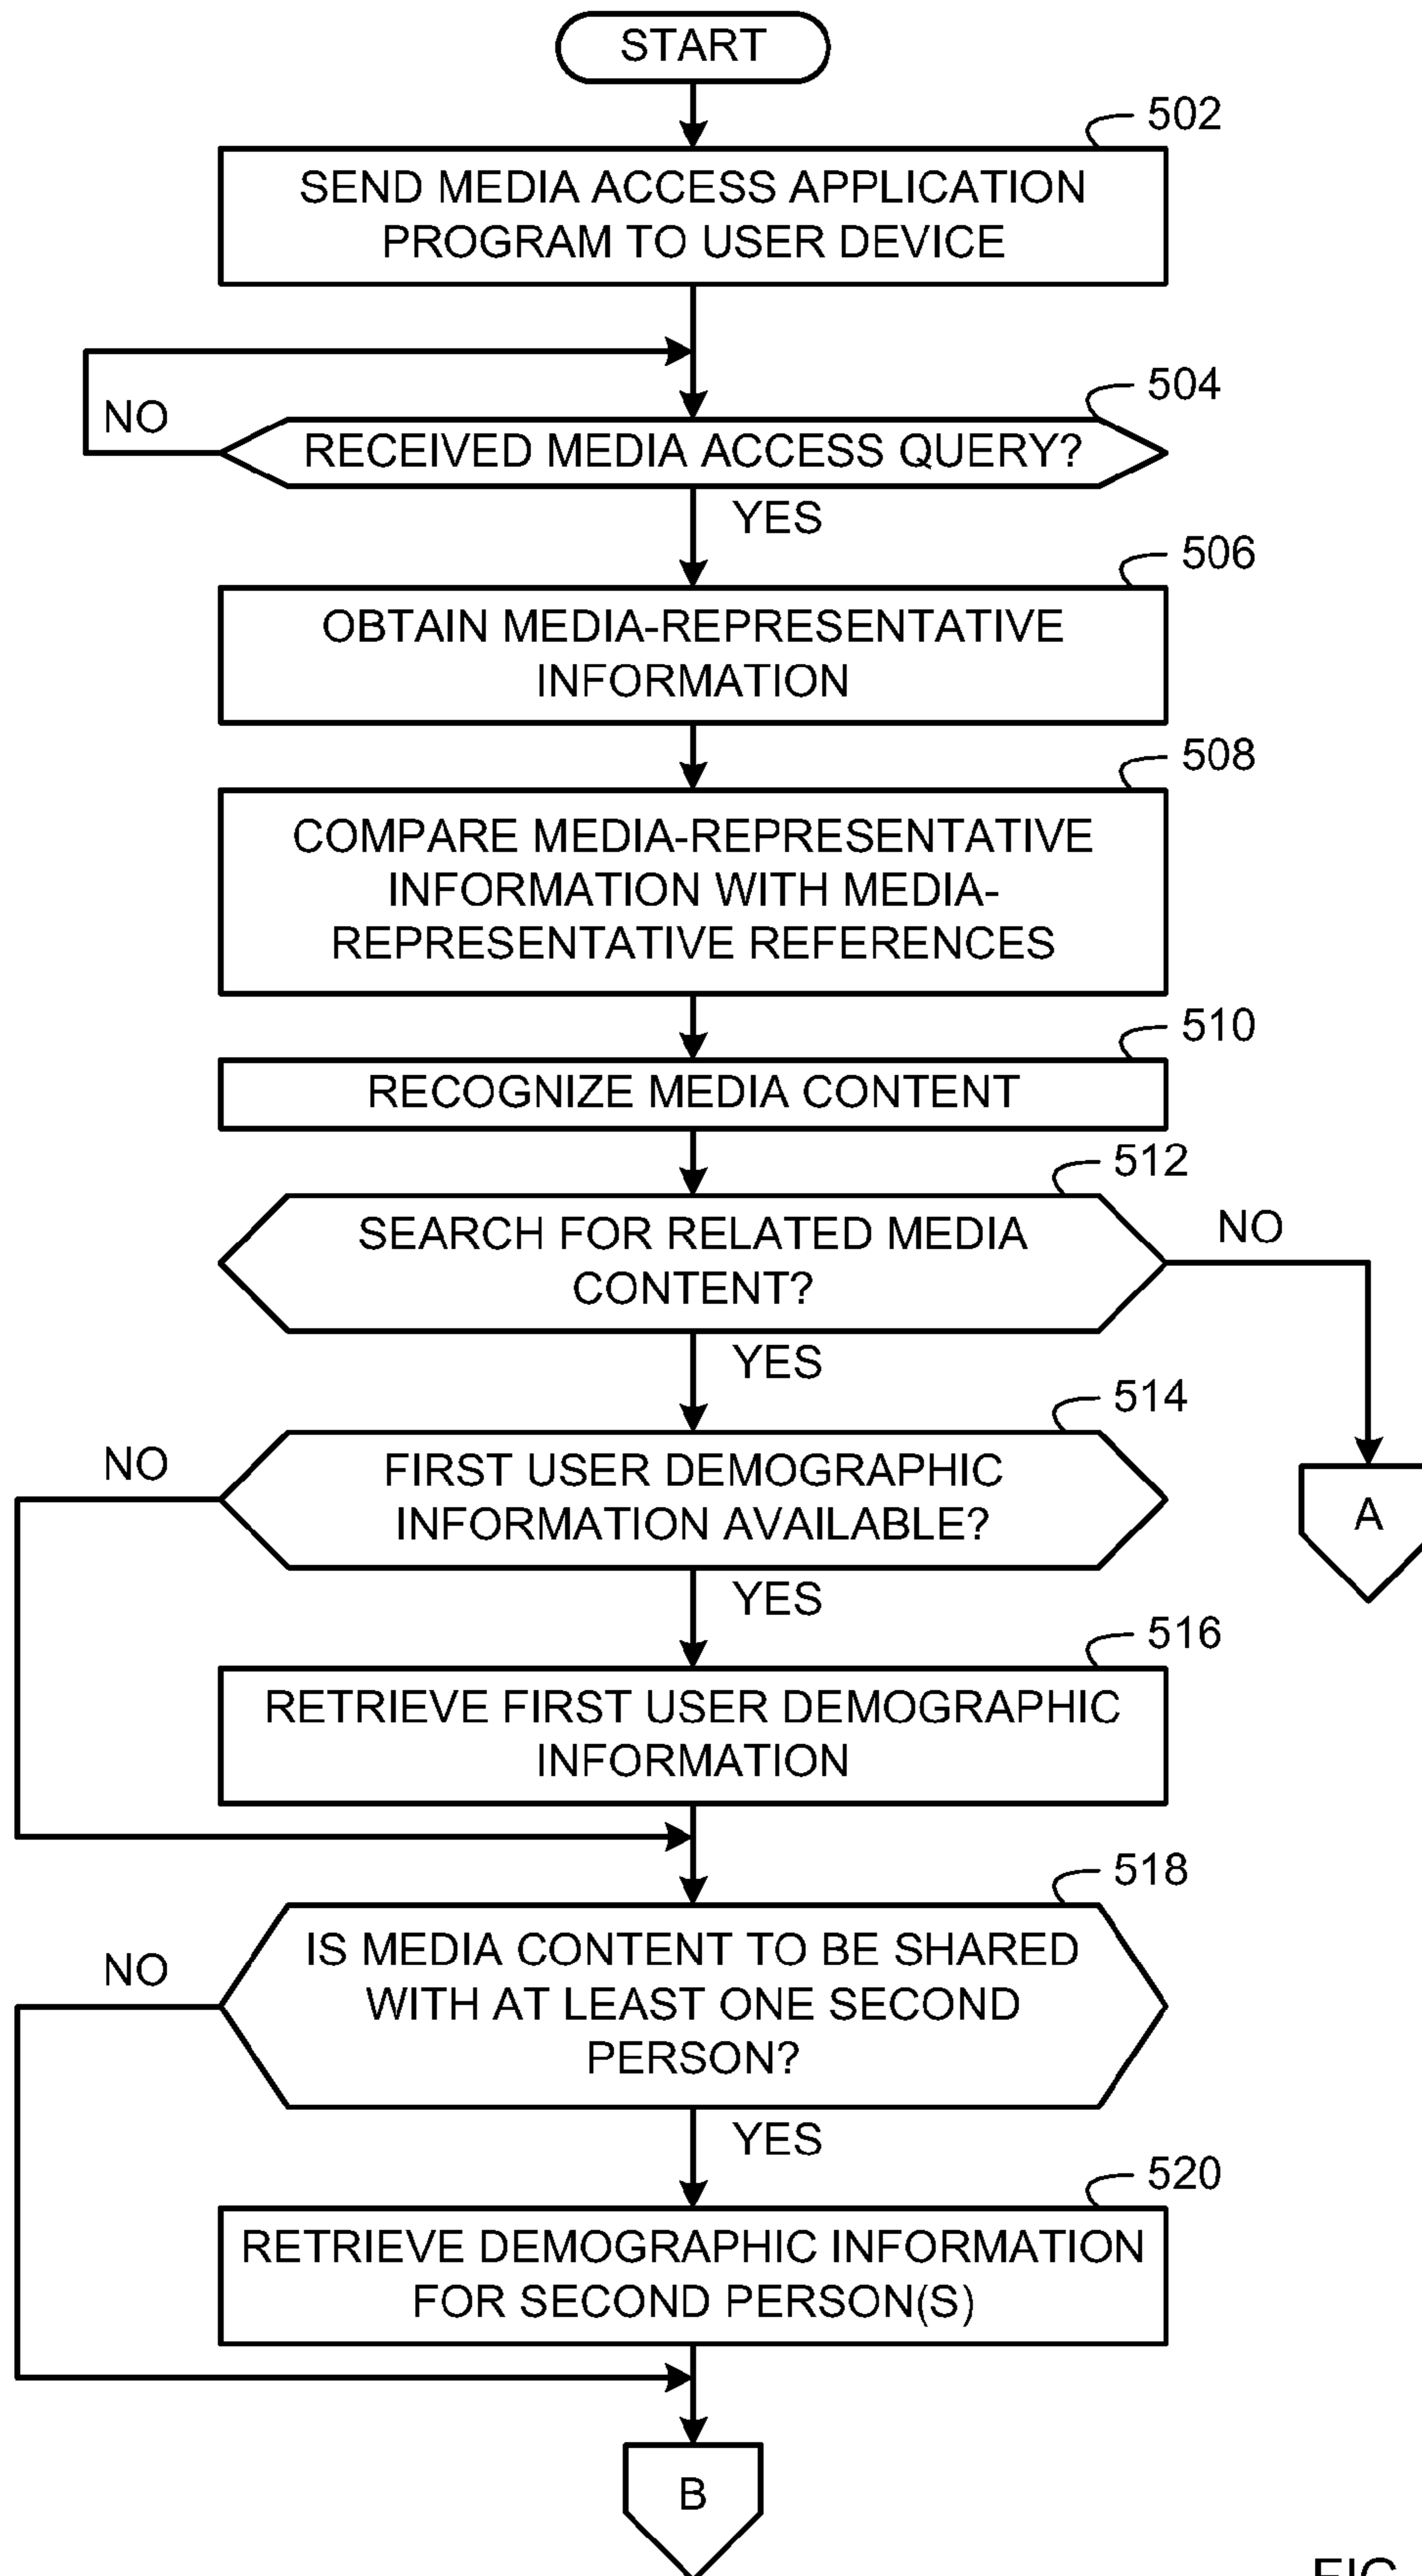 START
502
SEND MEDIA ACCESS APPLICATION
PROGRAM TO USER DEVICE
504
NO
RECEIVED MEDIA ACCESS QUERY?
YES
506
OBTAIN MEDIA-REPRESENTATIVE
INFORMATION
508
COMPARE MEDIA-REPRESENTATIVE
INFORMATION WITH MEDIA-
REPRESENTATIVE REFERENCES
510
RECOGNIZE MEDIA CONTENT
512
SEARCH FOR RELATED MEDIA
CONTENT?
NO
YES
514
NO
FIRST USER DEMOGRAPHIC
INFORMATION AVAILABLE?
A
YES
516
RETRIEVE FIRST USER DEMOGRAPHIC
INFORMATION
518
NO
IS MEDIA CONTENT TO BE SHARED
WITH AT LEAST ONE SECOND
PERSON?
YES
520
RETRIEVE DEMOGRAPHIC INFORMATION
FOR SECOND PERSON(S)
B